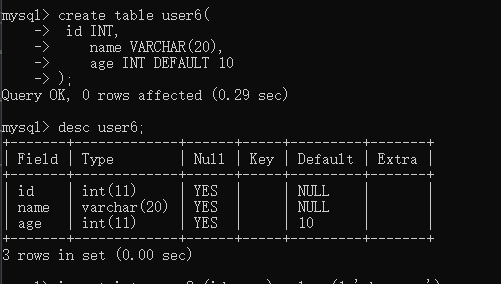 mysql> create table user6(
    -> id INT,
    -> name VARCHAR(20),
    -> age INT DEFAULT 10
    -> );
Query OK, 0 rows affected (0.29 sec)
mysql> desc user6;
+-------+-------------+------+-----+---------+-------+
| Field | Type | Null | Key | Default | Extra |
+-------+-------------+------+-----+---------+-------+
| id | int(11) | YES | | NULL | |
| name | varchar(20) | YES | | NULL | |
| age | int(11) | YES | | 10 | |
+-------+-------------+------+-----+---------+-------+
3 rows in set (0.00 sec)